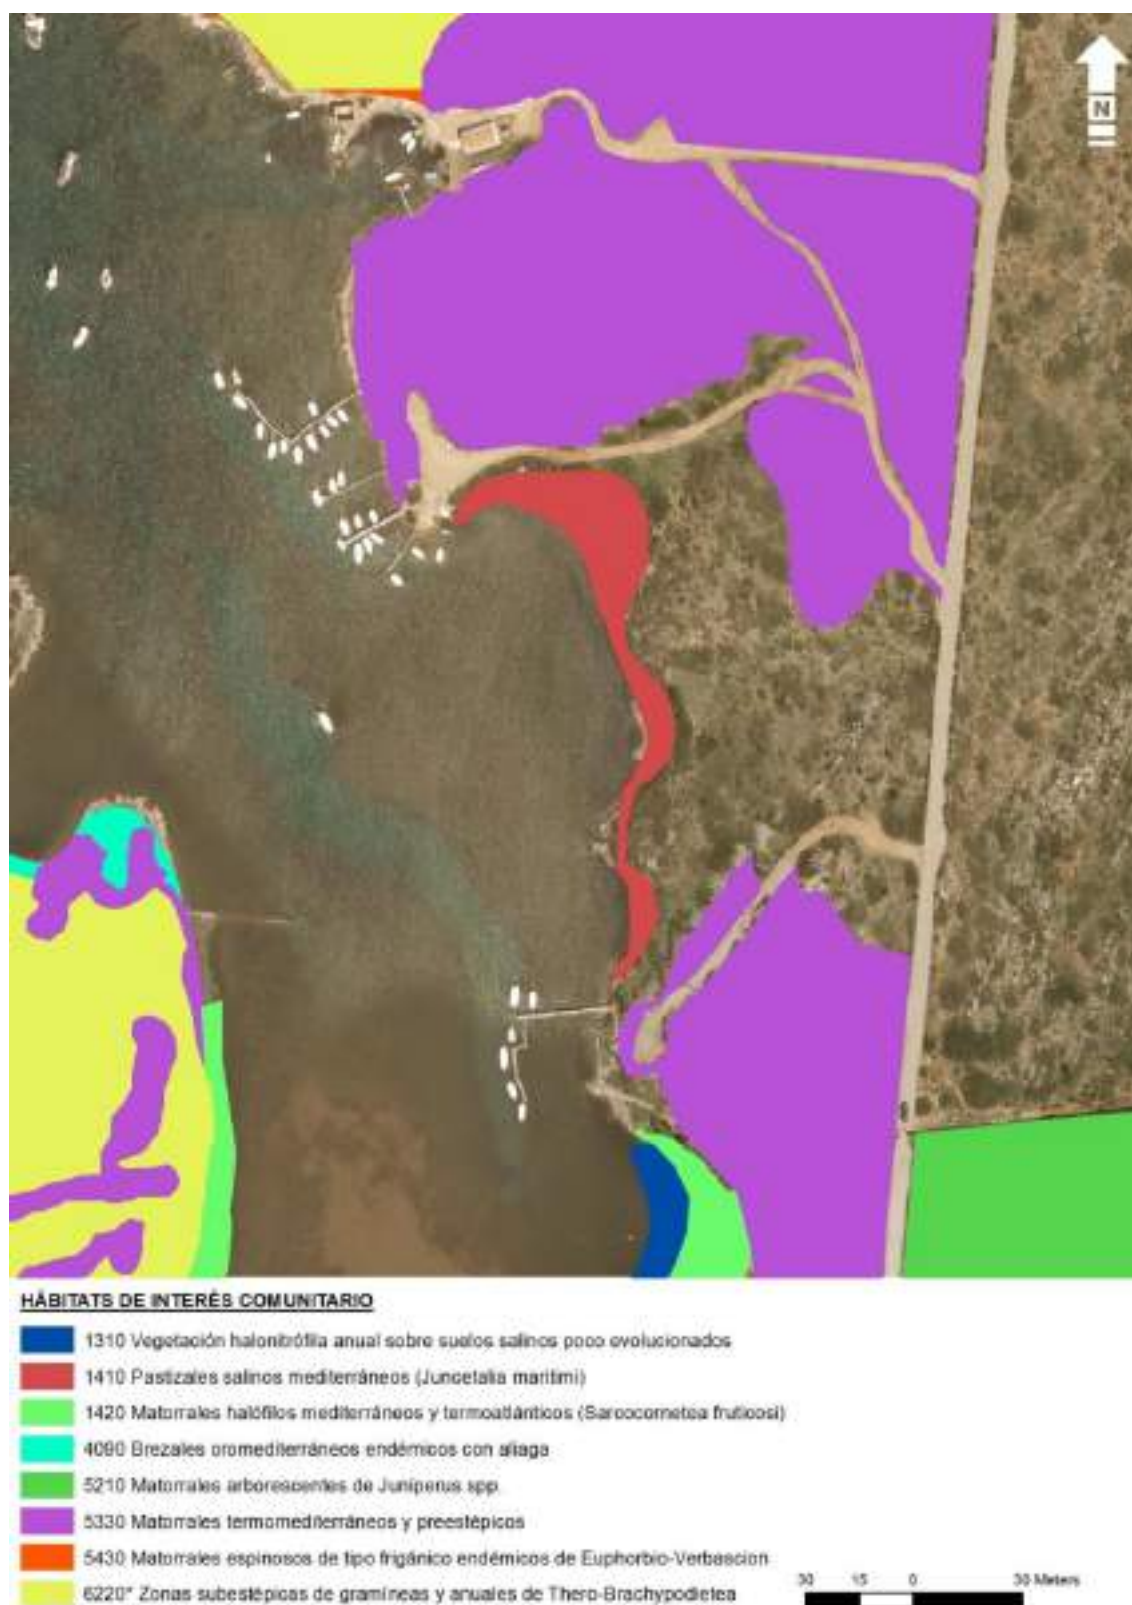 N
HÁBITATS DE INTERÉS COMUNITARIO
1310 Vegetación halonitrófila anual sobre suelos salinos poco evolucionados
1410 Pastizales salinos mediterráneos (Juncetalia maritimi)
1420 Matorrales halófilos mediterráneos y termoatlánticos (Sarcocornetea fruticosi)
4090 Brezales oromediterráneos endémicos con aliaga
5210 Matorrales arborescentes de Juniperus spp.
5330 Matorrales termomediterráneos y preestépicos
5430 Matorrales espinosos de tipo frigánico endémicos de Euphorbio-Verbascion
6220* Zonas subestépicas de gramíneas y anuales de Thero-Brachypodietea
30 15 0 30 Meters